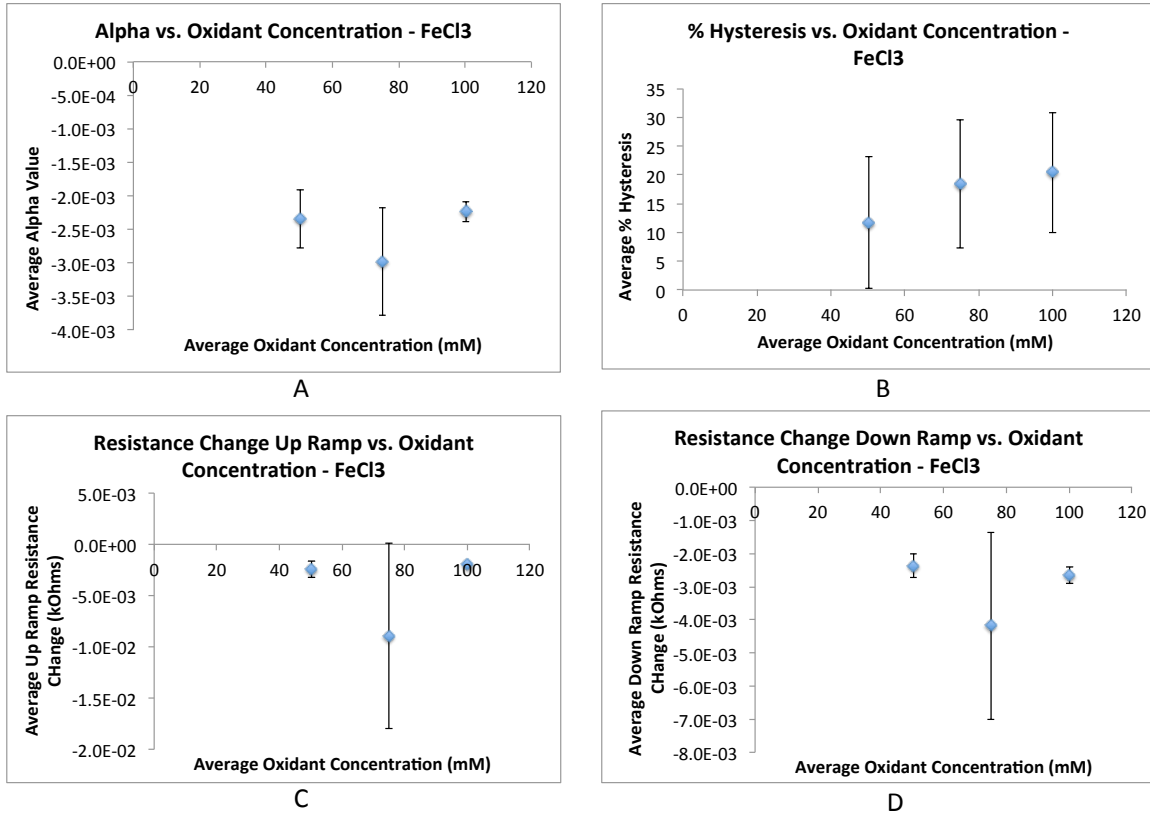 Alpha vs. Oxidant Concentration - FeCl3
0.0E+00
0 20 40 60 80 100 120
-5.0E-04
-1.0E-03
-1.5E-03
-2.0E-03
-2.5E-03
-3.0E-03
-3.5E-03
-4.0E-03
Average Alpha Value
Average Oxidant Concentration (mM)
A
% Hysteresis vs. Oxidant Concentration -
FeCl3
35
30
25
20
15
10
5
0
0 20 40 60 80 100 120
Average % Hysteresis
Average Oxidant Concentration (mM)
B
Resistance Change Up Ramp vs. Oxidant
Concentration - FeCl3
5.0E-03
0.0E+00
0 20 40 60 80 100 120
-5.0E-03
-1.0E-02
-1.5E-02
-2.0E-02
Average Up Ramp Resistance
CHange (kOhms)
Average Oxidant Concentration (mM)
C
Resistance Change Down Ramp vs. Oxidant
Concentration - FeCl3
0.0E+00
0 20 40 60 80 100 120
-1.0E-03
-2.0E-03
-3.0E-03
-4.0E-03
-5.0E-03
-6.0E-03
-7.0E-03
-8.0E-03
Average Down Ramp Resistance
CHange (kOhms)
Average Oxidant Concentration (mM)
D